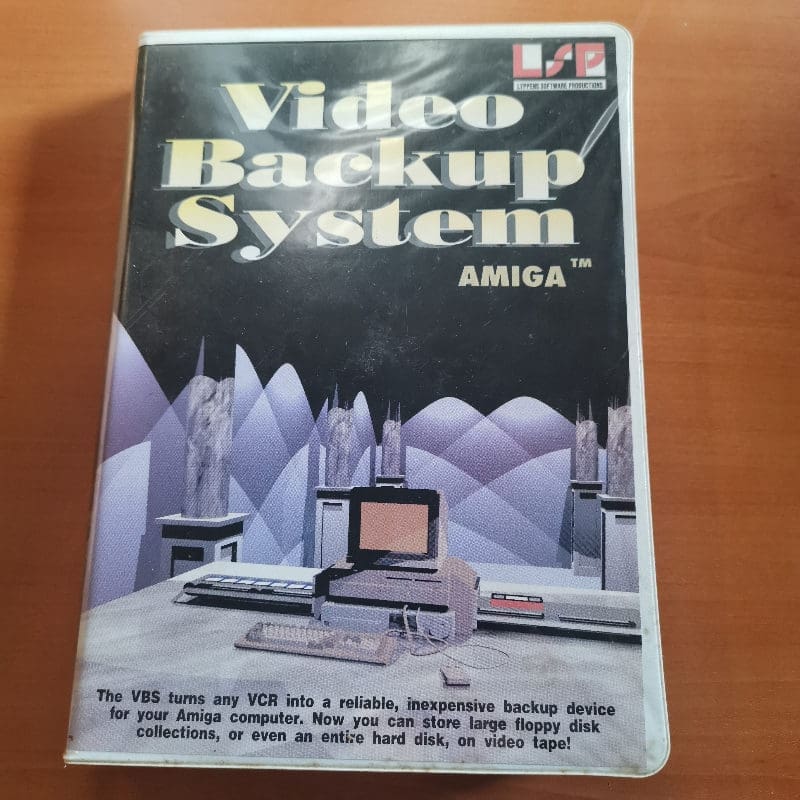 LSP
LYPPENS SOFTWARE PRODUCTIONS
Video
Backup
System
AMIGA™
The VBS turns any VCR into a reliable, inexpensive backup device
for your Amiga computer. Now you can store large floppy disk
collections, or even an entire hard disk, on video tape!